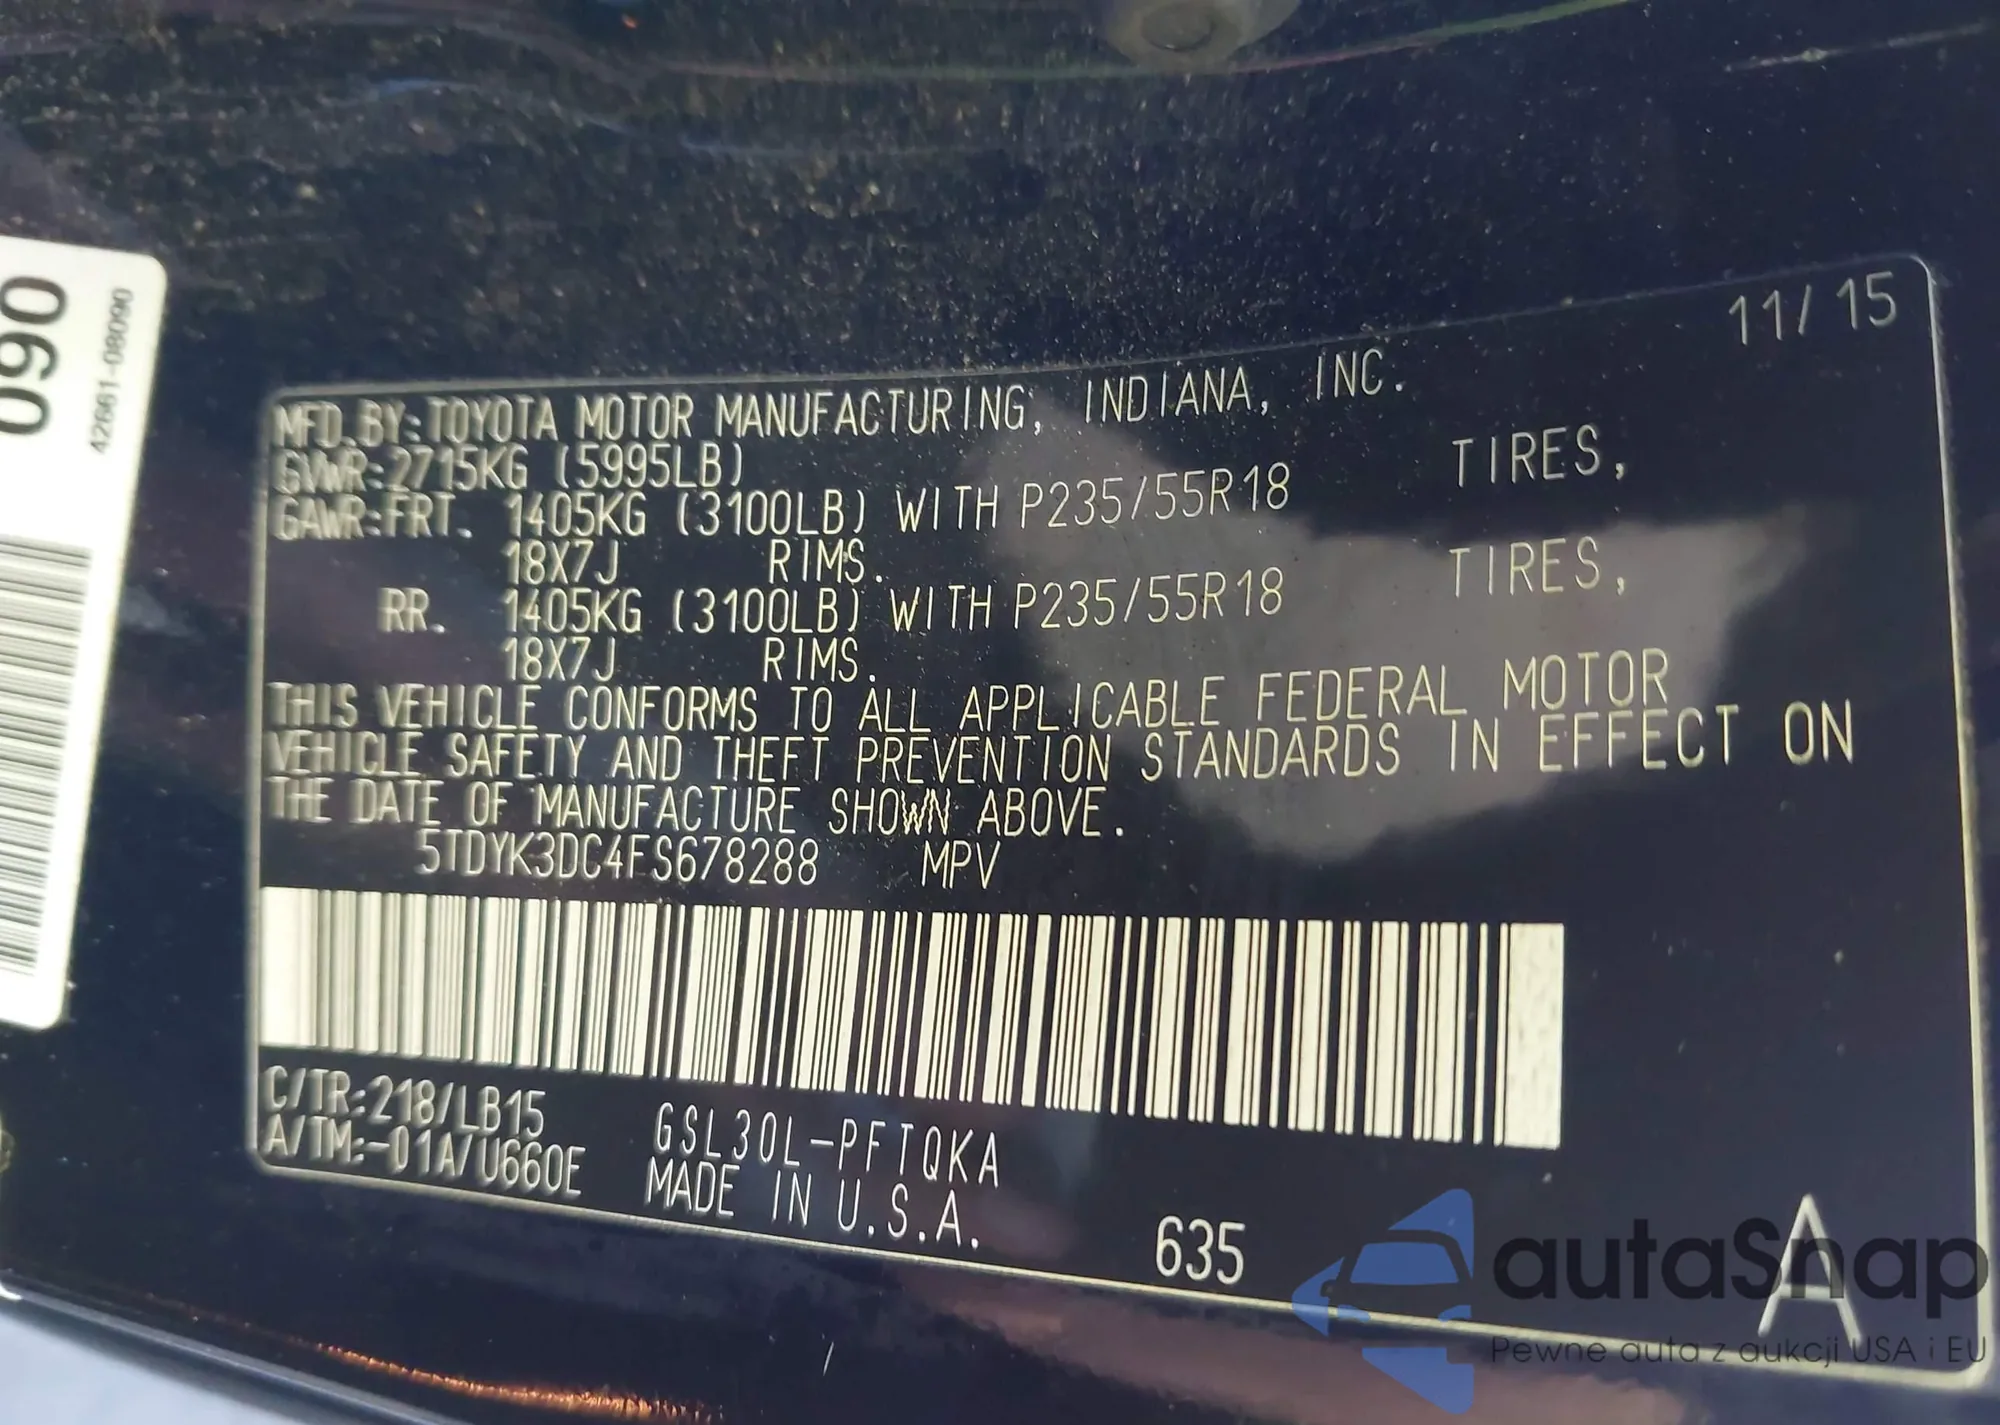 090
42661-08090
11/15
MFD.BY:TOYOTA MOTOR MANUFACTURING, INDIANA, INC.
GVWR:2715KG (5995LB)
GAWR:FRT. 1405KG (3100LB) WITH P235/55R18 TIRES,
18X7J RIMS.
RR. 1405KG (3100LB) WITH P235/55R18 TIRES,
18X7J RIMS.
THIS VEHICLE CONFORMS TO ALL APPLICABLE FEDERAL MOTOR
VEHICLE SAFETY AND THEFT PREVENTION STANDARDS IN EFFECT ON
THE DATE OF MANUFACTURE SHOWN ABOVE.
5TDYK3DC4FS678288 MPV
C/TR:218/LB15 GSL30L-PFTQKA
A/TM:-01A/U660E MADE IN U.S.A.
635
A
autaSnap
Pewne auta z aukcji USA i EU